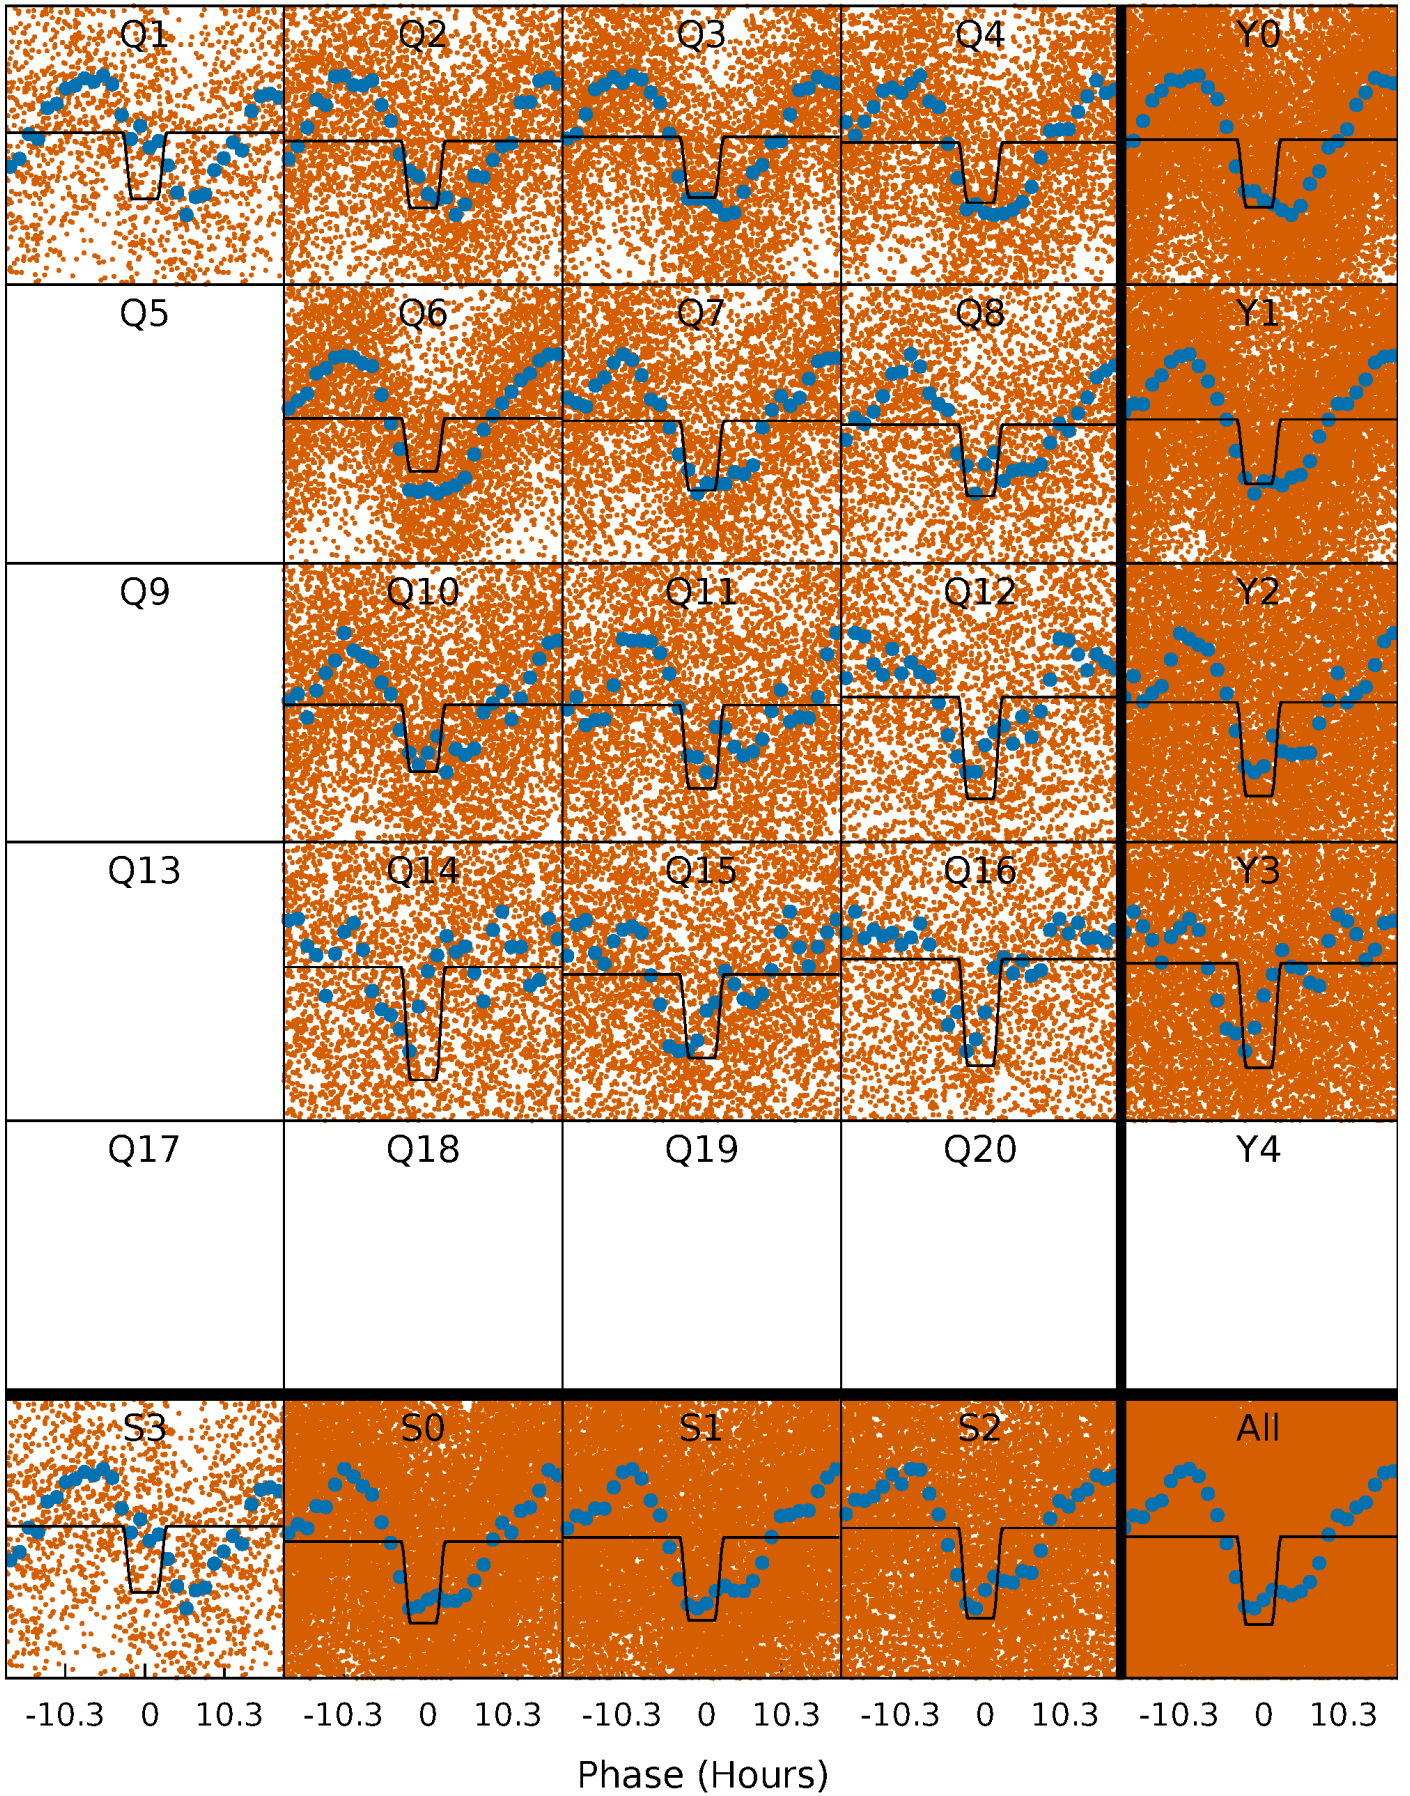 Q1 Q2 Q3 Q4 Y0
Q5 Q6 Q7 Q8 Y1
Q9 Q10 Q11 Q12 Y2
Q13 Q14 Q15 Q16 Y3
Q17 Q18 Q19 Q20 Y4
S3 S0 S1 S2 All
-10.3 0 10.3 -10.3 0 10.3 -10.3 0 10.3 -10.3 0 10.3 -10.3 0 10.3
Phase (Hours)